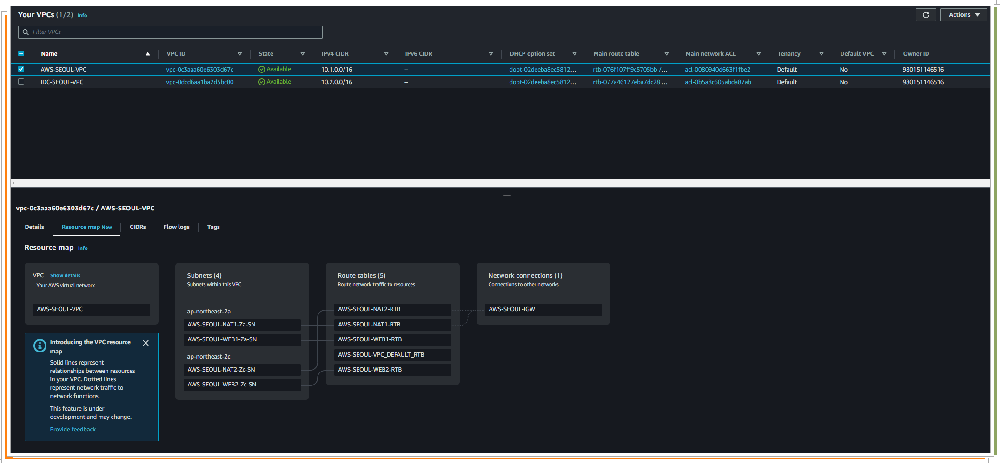 Your VPCs (1/2) Info
Actions
Filter VPCs
Name VPC ID State IPv4 CIDR IPv6 CIDR DHCP option set Main route table Main network ACL Tenancy Default VPC Owner ID
AWS-SEOUL-VPC vpc-0c3aaa60e6303d67c Available 10.1.0.0/16 – dopt-02deeba8ec5812... rtb-076f107ff9c5705bb /... acl-0080940d663f1fbe2 Default No 980151146516
IDC-SEOUL-VPC vpc-0dcd6aa1ba2d5bc80 Available 10.2.0.0/16 – dopt-02deeba8ec5812... rtb-077a46127eba7dc28 ... acl-0b5a8c605abda87ab Default No 980151146516
vpc-0c3aaa60e6303d67c / AWS-SEOUL-VPC
Details Resource map New CIDRs Flow logs Tags
Resource map Info
VPC Show details
Your AWS virtual network
AWS-SEOUL-VPC
Introducing the VPC resource
map
Solid lines represent
relationships between resources
in your VPC. Dotted lines
represent network traffic to
network functions.
This feature is under
development and may change.
Provide feedback
Subnets (4)
Subnets within this VPC
ap-northeast-2a
AWS-SEOUL-NAT1-Za-SN
AWS-SEOUL-WEB1-Za-SN
ap-northeast-2c
AWS-SEOUL-NAT2-Zc-SN
AWS-SEOUL-WEB2-Zc-SN
Route tables (5)
Route network traffic to resources
AWS-SEOUL-NAT2-RTB
AWS-SEOUL-NAT1-RTB
AWS-SEOUL-WEB1-RTB
AWS-SEOUL-VPC_DEFAULT_RTB
AWS-SEOUL-WEB2-RTB
Network connections (1)
Connections to other networks
AWS-SEOUL-IGW